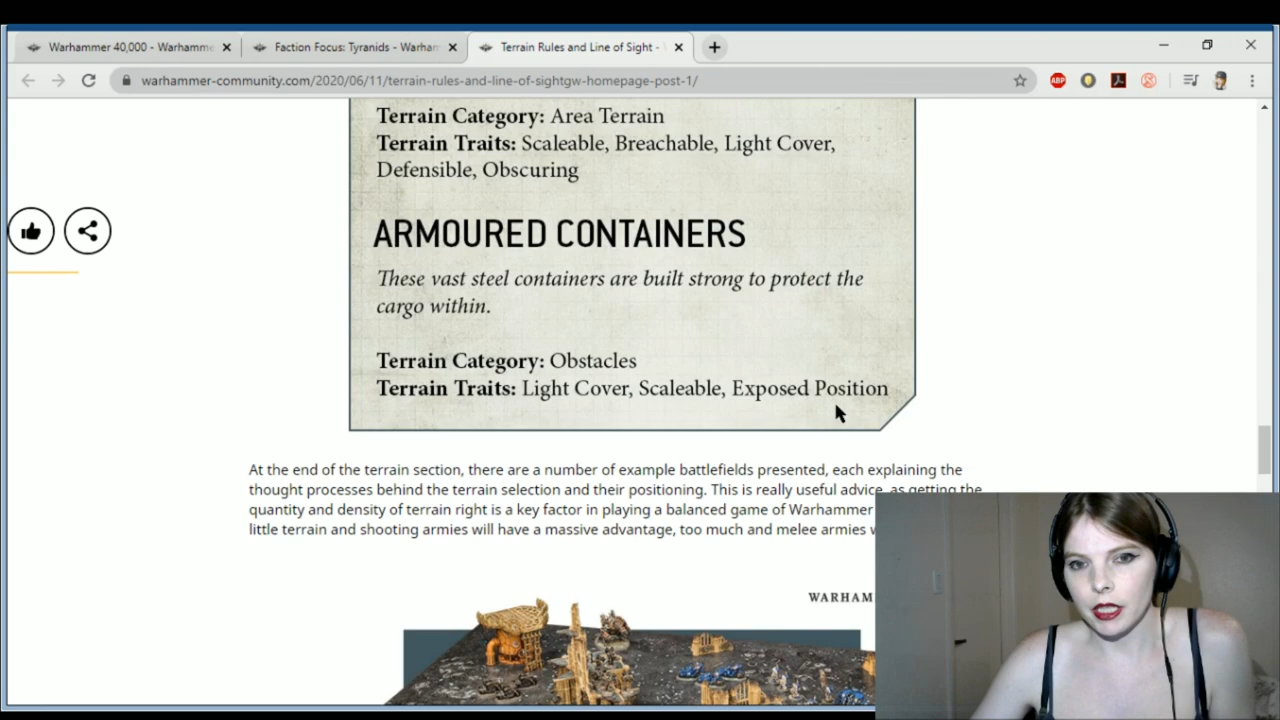 Warhammer 40,000 - Warhamme
Faction Focus: Tyranids - Warhan
Terrain Rules and Line of Sight -
warhammer-community.com/2020/06/11/terrain-rules-and-line-of-sightgw-homepage-post-1/
ABP
Terrain Category: Area Terrain
Terrain Traits: Scaleable, Breachable, Light Cover,
Defensible, Obscuring
ARMOURED CONTAINERS
These vast steel containers are built strong to protect the
cargo within.
Terrain Category: Obstacles
Terrain Traits: Light Cover, Scaleable, Exposed Position
At the end of the terrain section, there are a number of example battlefields presented, each explaining the
thought processes behind the terrain selection and their positioning. This is really useful advice, as getting the
quantity and density of terrain right is a key factor in playing a balanced game of Warhammer
little terrain and shooting armies will have a massive advantage, too much and melee armies w
WARHAM